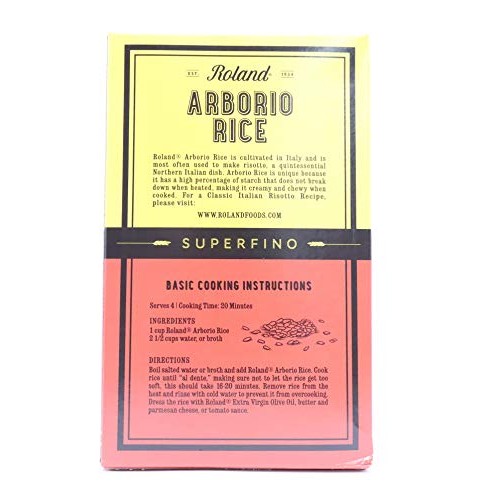 EST. 1934
Roland®
ARBORIO
RICE
Roland® Arborio Rice is cultivated in Italy and is
most often used to make risotto, a quintessential
Northern Italian dish. Arborio Rice is unique because
it has a high percentage of starch that does not break
down when heated, making it creamy and chewy when
cooked. For a Classic Italian Risotto Recipe,
please visit:
WWW.ROLANDFOODS.COM
SUPERFINO
BASIC COOKING INSTRUCTIONS
Serves 4 | Cooking Time: 20 Minutes
INGREDIENTS
1 cup Roland® Arborio Rice
2 1/2 cups water, or broth
DIRECTIONS
Boil salted water or broth and add Roland® Arborio Rice. Cook
rice until "al dente," making sure not to let the rice get too
soft, this should take 16-20 minutes. Remove rice from the
heat and rinse with cold water to prevent it from overcooking.
Dress the rice with Roland® Extra Virgin Olive Oil, butter and
parmesan cheese, or tomato sauce.